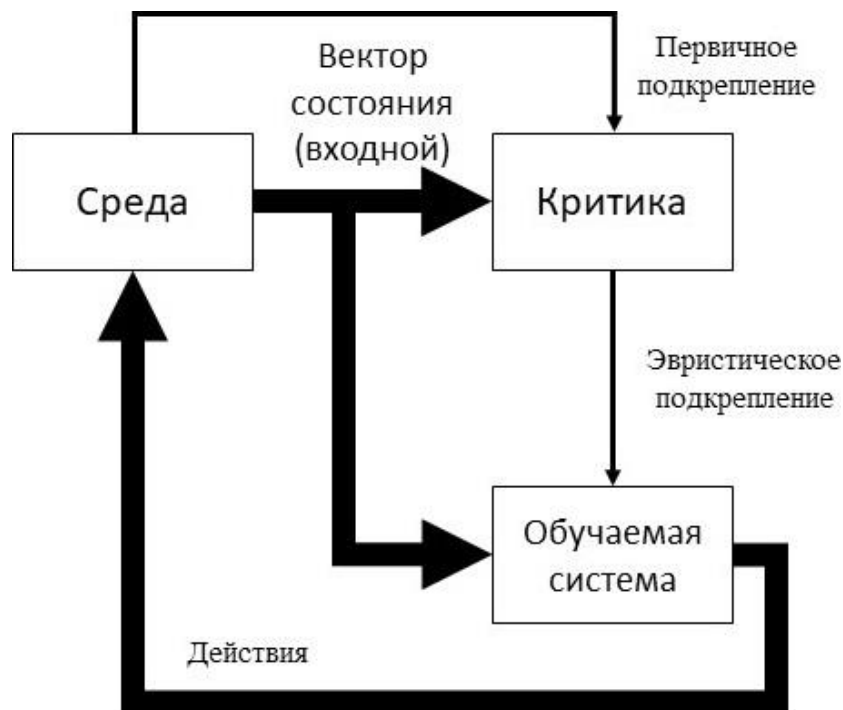 Первичное
подкрепление
Вектор
состояния
(входной)
Среда
Критика
Эвристическое
подкрепление
Обучаемая
система
Действия